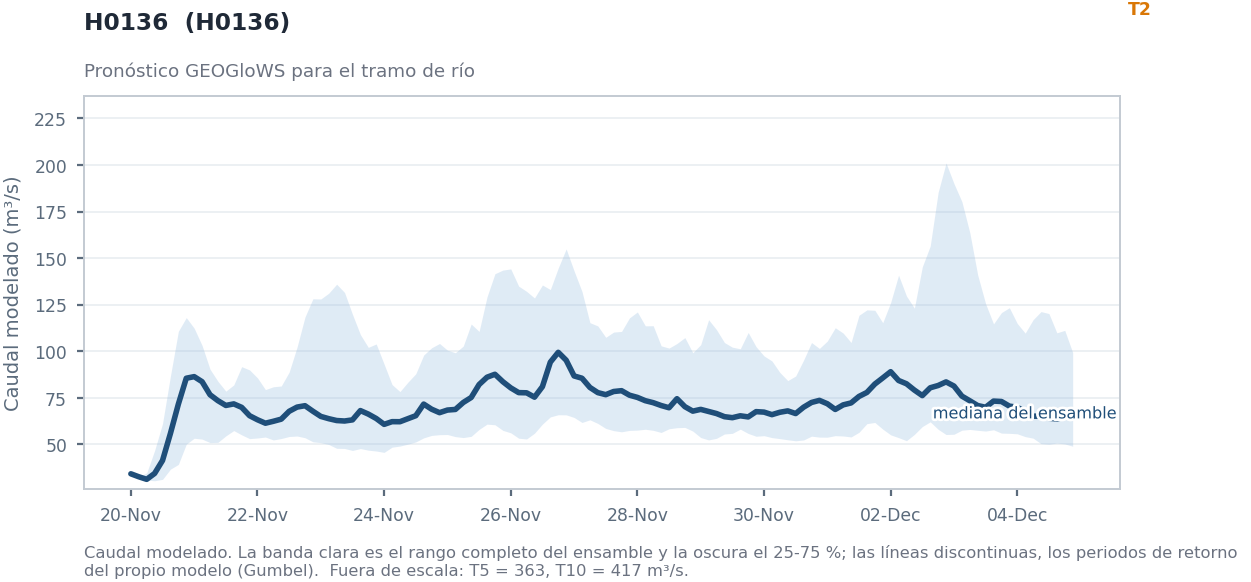 H0136  (H0136)
T2
Pronóstico GEOGloWS para el tramo de río
Caudal modelado (m³/s)
225
200
175
150
125
100
75
50
mediana del ensamble
20-Nov
22-Nov
24-Nov
26-Nov
28-Nov
30-Nov
02-Dec
04-Dec
Caudal modelado. La banda clara es el rango completo del ensamble y la oscura el 25-75 %; las líneas discontinuas, los periodos de retorno
del propio modelo (Gumbel).  Fuera de escala: T5 = 363, T10 = 417 m³/s.